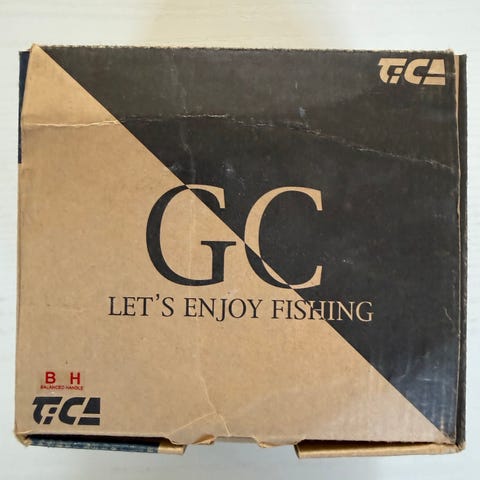 TiCA
GC
LET'S ENJOY FISHING
B H
BALANCED HANDLE
TiCA